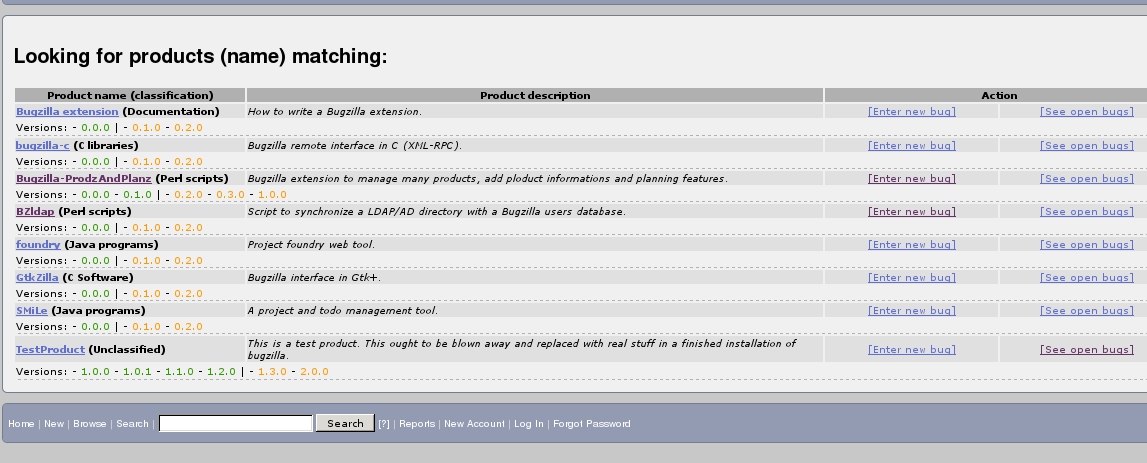 Looking for products (name) matching:
Product name (classification) Product description Action
Bugzilla extension (Documentation) How to write a Bugzilla extension. [Enter new bug] [See open bugs]
Versions: - 0.0.0 | - 0.1.0 - 0.2.0
bugzilla-c (C libraries) Bugzilla remote interface in C (XML-RPC). [Enter new bug] [See open bugs]
Versions: - 0.0.0 | - 0.1.0 - 0.2.0
Bugzilla-ProdzAndPlanz (Perl scripts) Bugzilla extension to manage many products, add ploduct informations and planning features. [Enter new bug] [See open bugs]
Versions: - 0.0.0 - 0.1.0 | - 0.2.0 - 0.3.0 - 1.0.0
BZldap (Perl scripts) Script to synchronize a LDAP/AD directory with a Bugzilla users database. [Enter new bug] [See open bugs]
Versions: - 0.0.0 | - 0.1.0 - 0.2.0
foundry (Java programs) Project foundry web tool. [Enter new bug] [See open bugs]
Versions: - 0.0.0 | - 0.1.0 - 0.2.0
GtkZilla (C Software) Bugzilla interface in Gtk+. [Enter new bug] [See open bugs]
Versions: - 0.0.0 | - 0.1.0 - 0.2.0
SMiLe (Java programs) A project and todo management tool. [Enter new bug] [See open bugs]
Versions: - 0.0.0 | - 0.1.0 - 0.2.0
TestProduct (Unclassified) This is a test product. This ought to be blown away and replaced with real stuff in a finished installation of [Enter new bug] [See open bugs]
bugzilla.
Versions: - 1.0.0 - 1.0.1 - 1.1.0 - 1.2.0 | - 1.3.0 - 2.0.0
Home | New | Browse | Search | Search [?] | Reports | New Account | Log In | Forgot Password